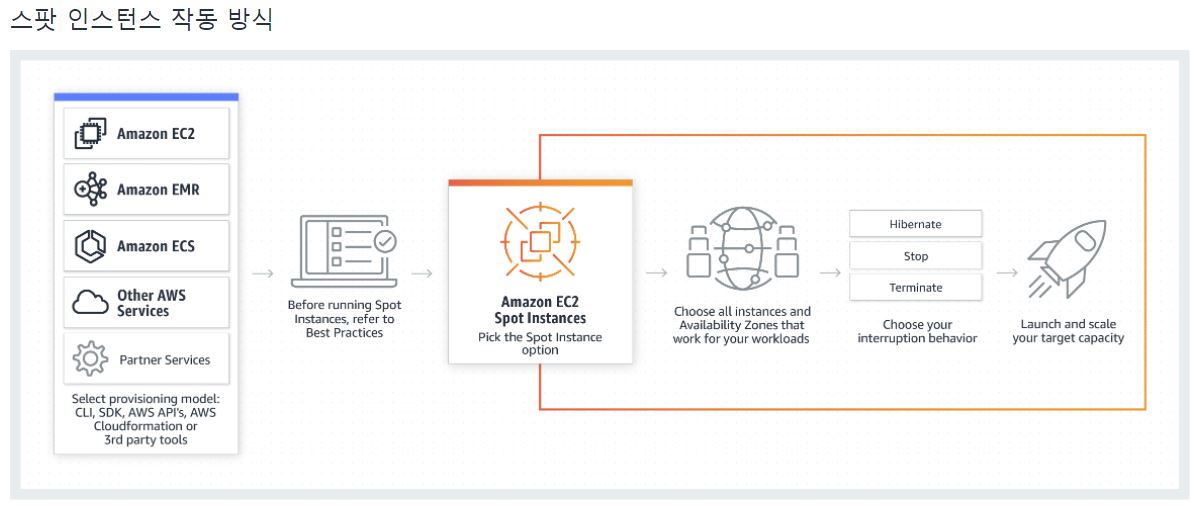 스팟 인스턴스 작동 방식
Amazon EC2
Amazon EMR
Amazon ECS
Other AWS
Services
Partner Services
Select provisioning model:
CLI, SDK, AWS API's, AWS
Cloudformation or
3rd party tools
Before running Spot
Instances, refer to
Best Practices
Amazon EC2
Spot Instances
Pick the Spot Instance
option
Choose all instances and
Availability Zones that
work for your workloads
Hibernate
Stop
Terminate
Choose your
interruption behavior
Launch and scale
your target capacity